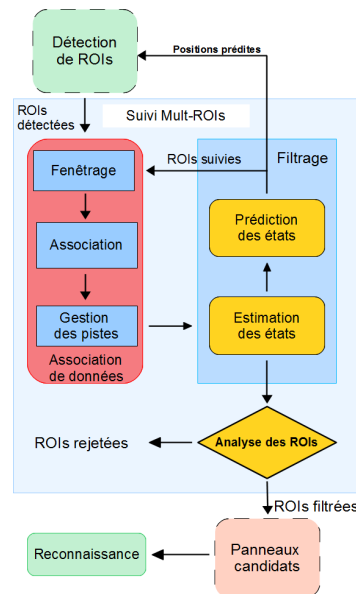 Détection
de ROIs
Positions prédites
ROIs
détectées
Suivi Mult-ROIs
ROIs suivies
Filtrage
Fenêtrage
Prédiction
des états
Association
Gestion
des pistes
Estimation
des états
Association
de données
Analyse des ROIs
ROIs rejetées
ROIs filtrées
Reconnaissance
Panneaux
candidats